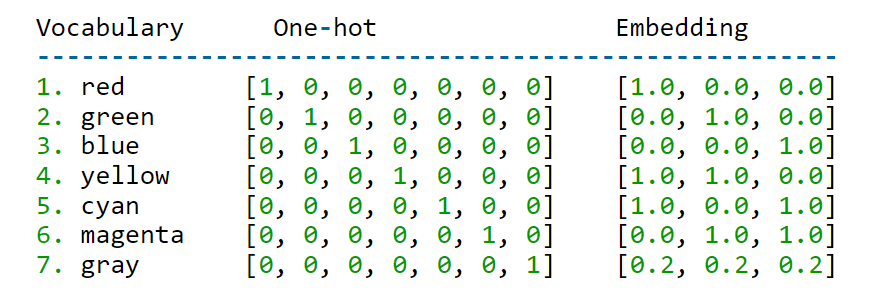 Vocabulary One-hot Embedding
-------------------------------------------------------
1. red [1, 0, 0, 0, 0, 0, 0] [1.0, 0.0, 0.0]
2. green [0, 1, 0, 0, 0, 0, 0] [0.0, 1.0, 0.0]
3. blue [0, 0, 1, 0, 0, 0, 0] [0.0, 0.0, 1.0]
4. yellow [0, 0, 0, 1, 0, 0, 0] [1.0, 1.0, 0.0]
5. cyan [0, 0, 0, 0, 1, 0, 0] [1.0, 0.0, 1.0]
6. magenta [0, 0, 0, 0, 0, 1, 0] [0.0, 1.0, 1.0]
7. gray [0, 0, 0, 0, 0, 0, 1] [0.2, 0.2, 0.2]